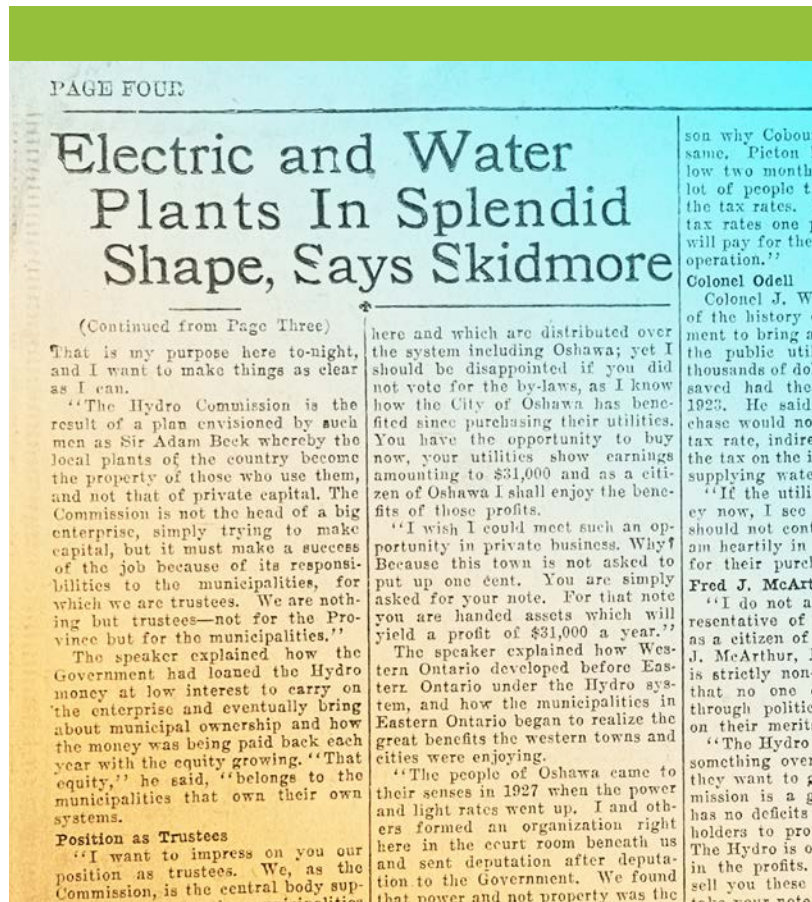 PAGE FOUR
Electric and Water
Plants In Splendid
Shape, Says Skidmore
(Continued from Page Three)
That is my purpose here to-night,
and I want to make things as clear
as I can.
"The Hydro Commission is the
result of a plan envisioned by such
men as Sir Adam Beck whereby the
local plants of the country become
the property of those who use them,
and not that of private capital. The
Commission is not the head of a big
enterprise, simply trying to make
capital, but it must make a success
of the job because of its responsi-
bilities to the municipalities, for
which we are trustees. We are noth-
ing but trustees—not for the Pro-
vince but for the municipalities."
The speaker explained how the
Government had loaned the Hydro
money at low interest to carry on
the enterprise and eventually bring
about municipal ownership and how
the money was being paid back each
year with the equity growing. "That
equity," he said, "belongs to the
municipalities that own their own
systems.
Position as Trustees
"I want to impress on you our
position as trustees. We, as the
Commission, is the central body sup-
here and which are distributed over
the system including Oshawa; yet I
should be disappointed if you did
not vote for the by-laws, as I know
how the City of Oshawa has bene-
fited since purchasing their utilities.
You have the opportunity to buy
now, your utilities show earnings
amounting to $31,000 and as a citi-
zen of Oshawa I shall enjoy the bene-
fits of those profits.
"I wish I could meet such an op-
portunity in private business. Why?
Because this town is not asked to
put up one cent. You are simply
asked for your note. For that note
you are handed assets which will
yield a profit of $31,000 a year."
The speaker explained how Wes-
tern Ontario developed before Eas-
tern Ontario under the Hydro sys-
tem, and how the municipalities in
Eastern Ontario began to realize the
great benefits the western towns and
cities were enjoying.
"The people of Oshawa came to
their senses in 1927 when the power
and light rates went up. I and oth-
ers formed an organization right
here in the court room beneath us
and sent deputation after deputa-
tion to the Government. We found
that power and not property was the
son why Cobou
same. Picton
low two month
lot of people t
the tax rates.
tax rates one p
will pay for the
operation."
Colonel Odell
Colonel J. W
of the history
ment to bring a
the public uti
thousands of do
saved had the
1923. He said
chase would no
tax rate, indire
the tax on the i
supplying wate
"If the utili
ey now, I see
should not cont
am heartily in
for their purch
Fred J. McArt
"I do not a
resentative of
as a citizen of
J. McArthur,
is strictly non-
that no one
through politic
on their merit
"The Hydro
something over
they want to g
mission is a g
has no deficits
holders to pro
The Hydro is o
in the profits.
sell you these
take your note